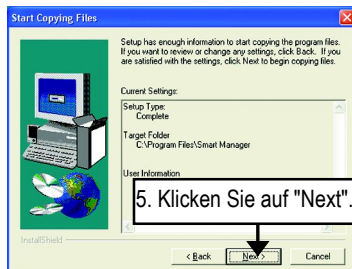 Start Copying Files
Setup has enough information to start copying the program files.
If you want to review or change any settings, click Back. If you
are satisfied with the settings, click Next to begin copying files.
Current Settings:
Setup Type:
Complete
Target Folder
C:\Program Files\Smart Manager
User Information
5. Klicken Sie auf "Next".
InstallShield
< Back
Next >
Cancel